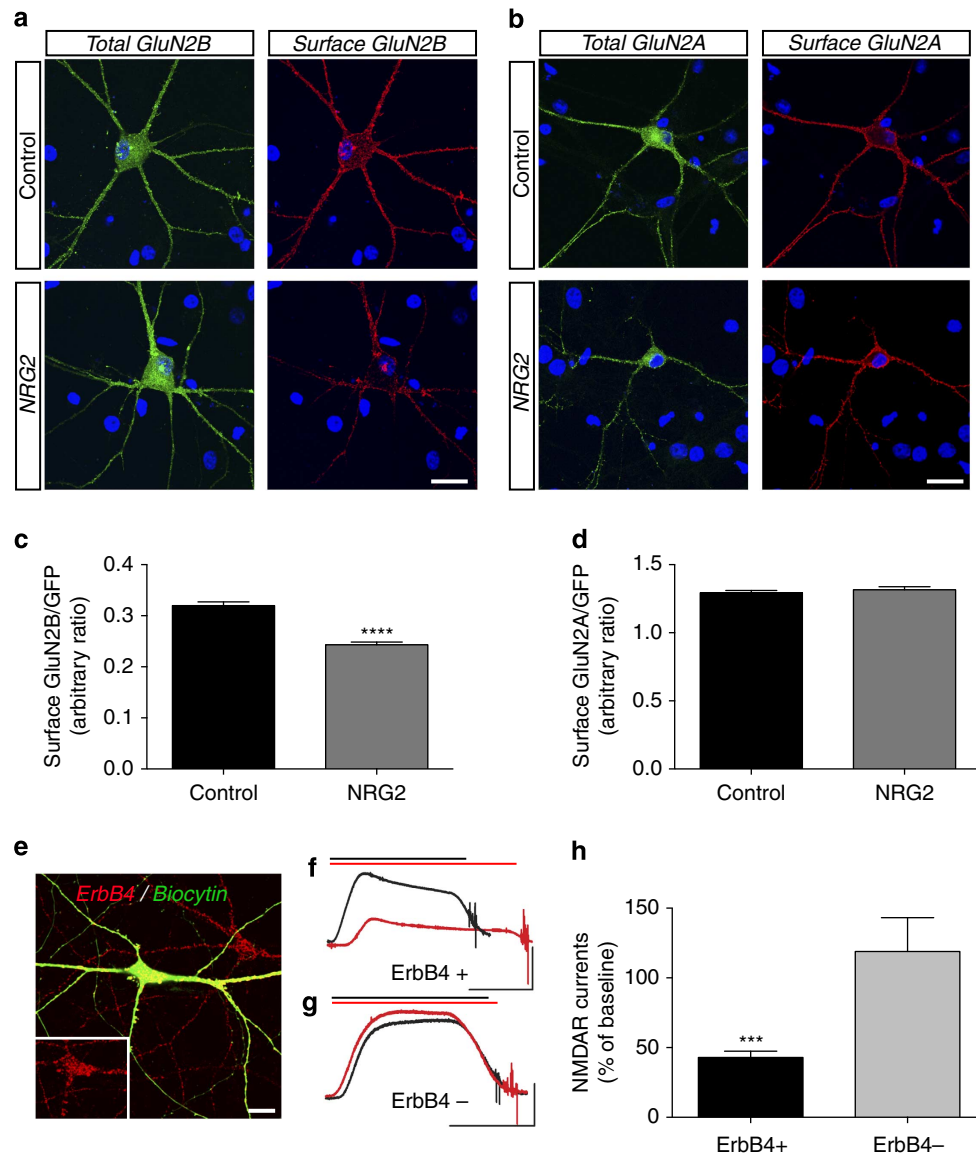 a
Total GluN2B
Surface GluN2B
Control
NRG2
b
Total GluN2A
Surface GluN2A
Control
NRG2
c
Surface GluN2B/GFP
(arbitrary ratio)
0.4
0.3
0.2
0.1
0.0
****
Control
NRG2
d
Surface GluN2A/GFP
(arbitrary ratio)
1.5
1.0
0.5
0.0
Control
NRG2
e
ErbB4 / Biocytin
f
ErbB4 +
g
ErbB4 –
h
NMDAR currents
(% of baseline)
150
100
50
0
***
ErbB4+
ErbB4–